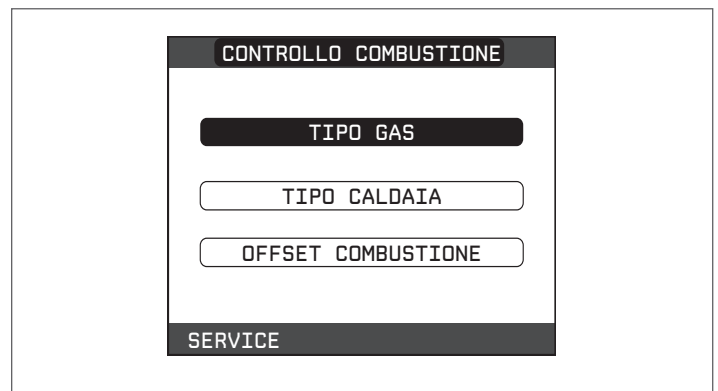 CONTROLLO COMBUSTIONE
TIPO GAS
TIPO CALDAIA
OFFSET COMBUSTIONE
SERVICE